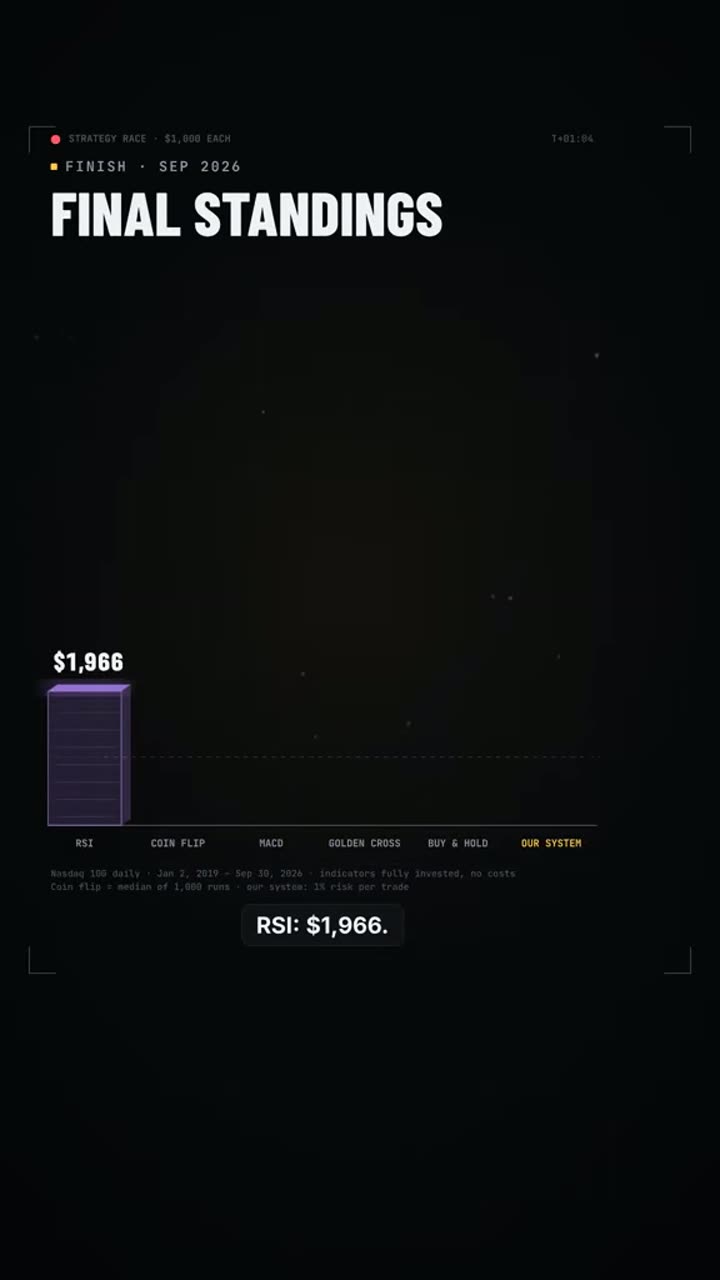 STRATEGY RACE · $1,000 EACH
T+01:04
FINISH · SEP 2026
FINAL STANDINGS
$1,966
RSI COIN FLIP MACD GOLDEN CROSS BUY & HOLD OUR SYSTEM
Nasdaq 100 daily · Jan 2, 2019 – Sep 30, 2026 · indicators fully invested, no costs
Coin flip = median of 1,000 runs · our system: 1% risk per trade
RSI: $1,966.